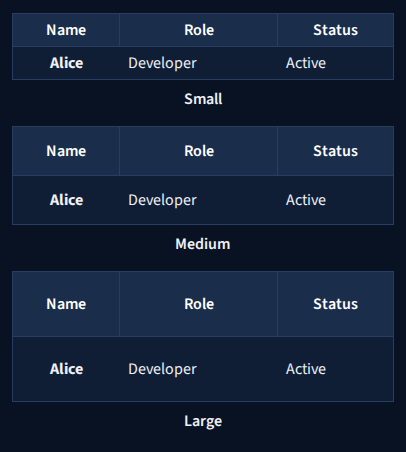 Name Role Status
Alice Developer Active
Small
Name Role Status
Alice Developer Active
Medium
Name Role Status
Alice Developer Active
Large